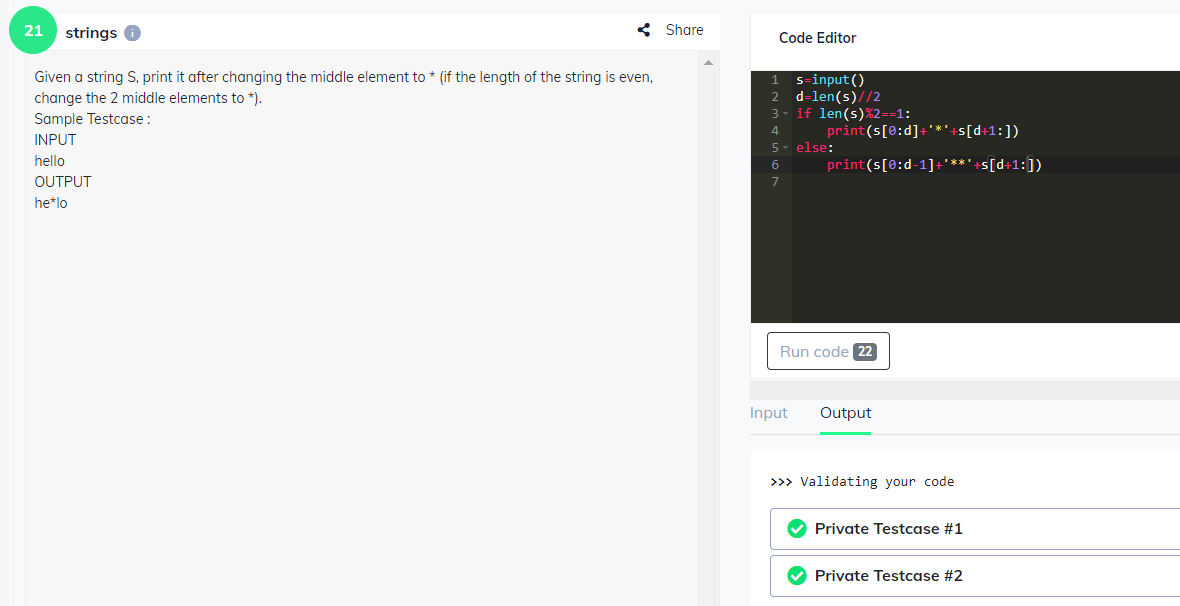 21
strings i
Share
Given a string S, print it after changing the middle element to * (if the length of the string is even,
change the 2 middle elements to *).
Sample Testcase :
INPUT
hello
OUTPUT
he*lo
Code Editor
1 s=input()
2 d=len(s)//2
3 if len(s)%2==1:
4 print(s[0:d]+'*'+s[d+1:])
5 else:
6 print(s[0:d-1]+'**'+s[d+1:])
7
Run code 22
Input Output
>>> Validating your code
Private Testcase #1
Private Testcase #2